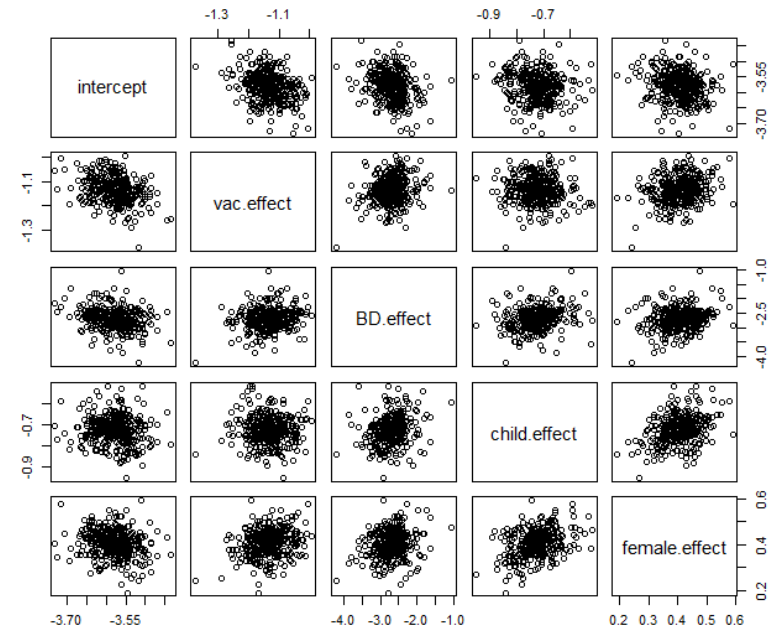 -1.3 -1.1 -0.9 -0.7
intercept
-3.55
-3.70
-1.1
vac.effect
-1.3
-1.0
BD.effect
-2.5
-4.0
-0.7
child.effect
-0.9
0.6
female.effect
0.4
0.2
-3.70 -3.55 -4.0 -3.0 -2.0 -1.0 0.2 0.3 0.4 0.5 0.6